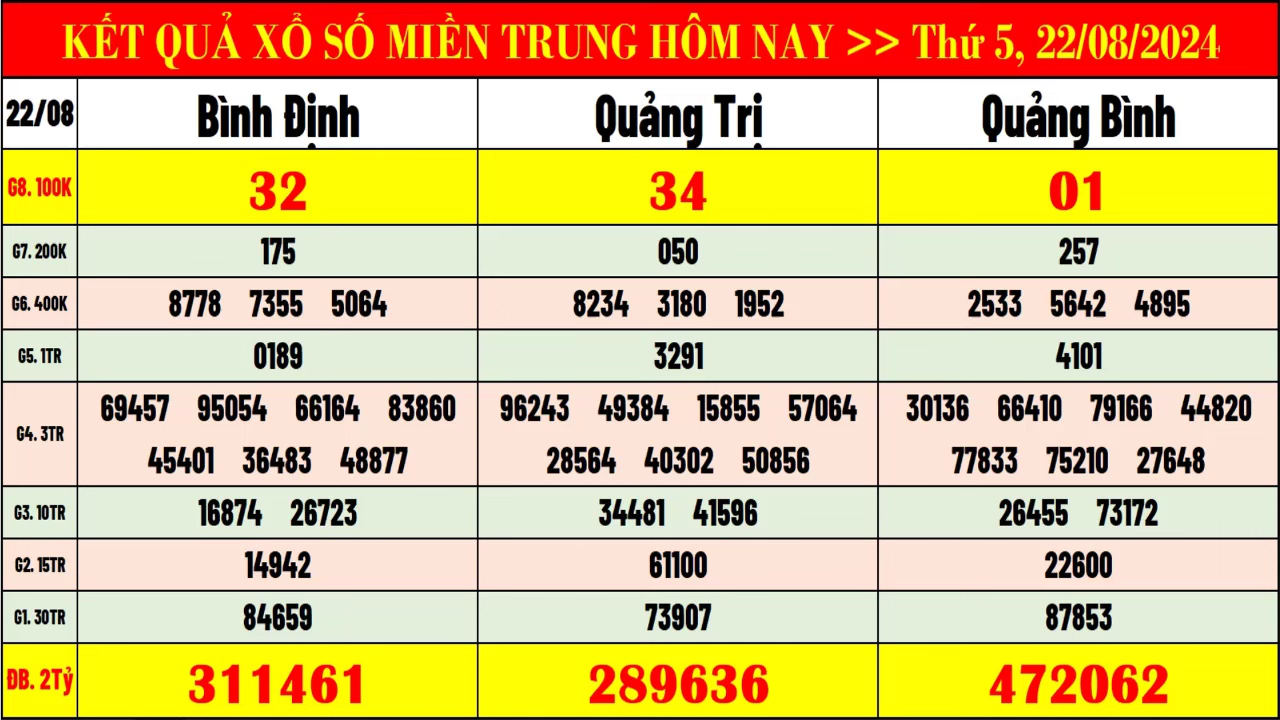 KẾT QUẢ XỔ SỐ MIỀN TRUNG HÔM NAY >> Thứ 5, 22/08/2024
22/08 Bình Định Quảng Trị Quảng Bình
G8. 100K 32 34 01
G7. 200K 175 050 257
G6. 400K 8778 7355 5064 8234 3180 1952 2533 5642 4895
G5. 1TR 0189 3291 4101
G4. 3TR 69457 95054 66164 83860 96243 49384 15855 57064 30136 66410 79166 44820
45401 36483 48877 28564 40302 50856 77833 75210 27648
G3. 10TR 16874 26723 34481 41596 26455 73172
G2. 15TR 14942 61100 22600
G1. 30TR 84659 73907 87853
ĐB. 2Tỷ 311461 289636 472062